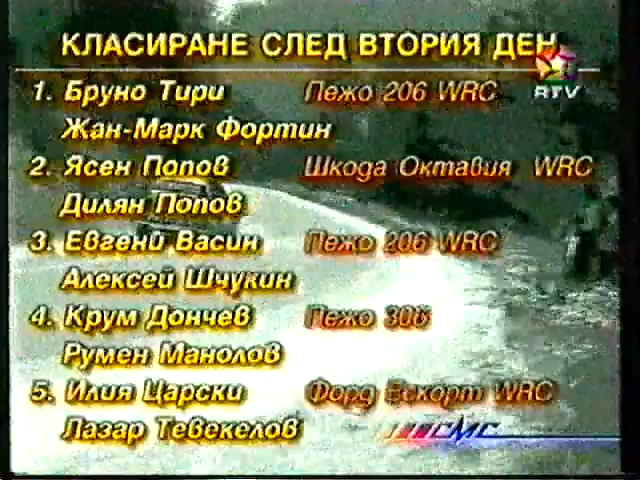 КЛАСИРАНЕ СЛЕД ВТОРИЯ ДЕН
1. Бруно Тири Пежо 206 WRC
RTV
Жан-Марк Фортин
2. Ясен Попов Шкода Октавия WRC
Дилян Попов
3. Евгени Васин Пежо 206 WRC
Алексей Шчукин
4. Крум Дончев Пежо 306
Румен Манолов
5. Илия Царски Форд Ескорт WRC
Лазар Тевекелов